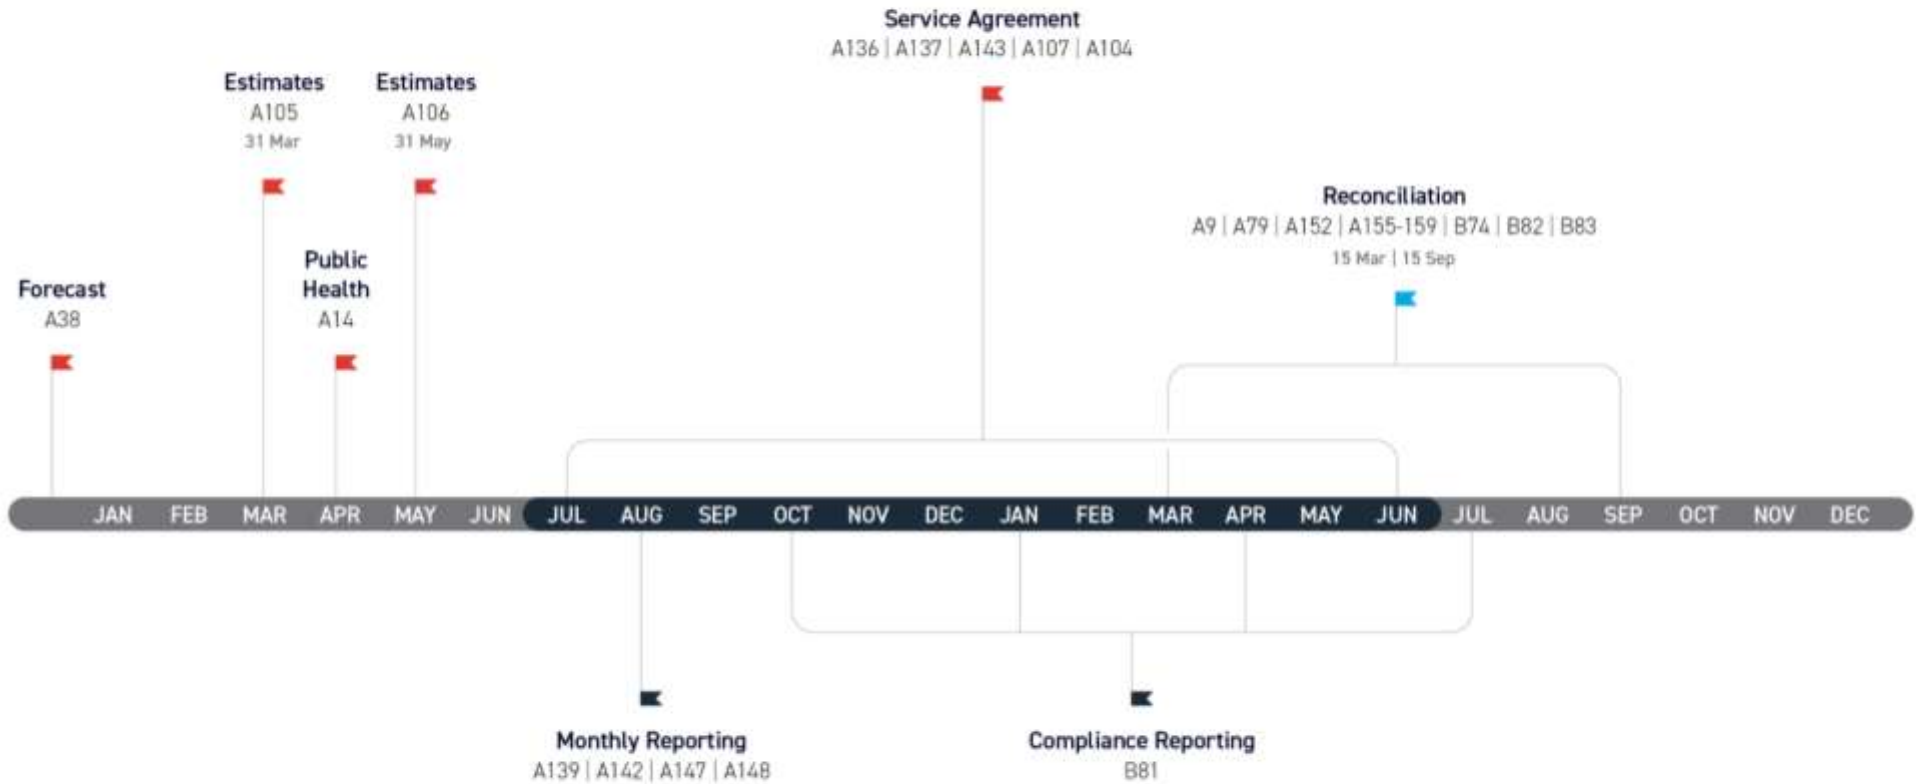 Service Agreement
A136 | A137 | A143 | A107 | A104
Estimates
A105
31 Mar
Estimates
A106
31 May
Reconciliation
A9 | A79 | A152 | A155-159 | B74 | B82 | B83
15 Mar | 15 Sep
Public
Health
A14
Forecast
A38
JAN FEB MAR APR MAY JUN JUL AUG SEP OCT NOV DEC JAN FEB MAR APR MAY JUN JUL AUG SEP OCT NOV DEC
Monthly Reporting
A139 | A142 | A147 | A148
Compliance Reporting
B81